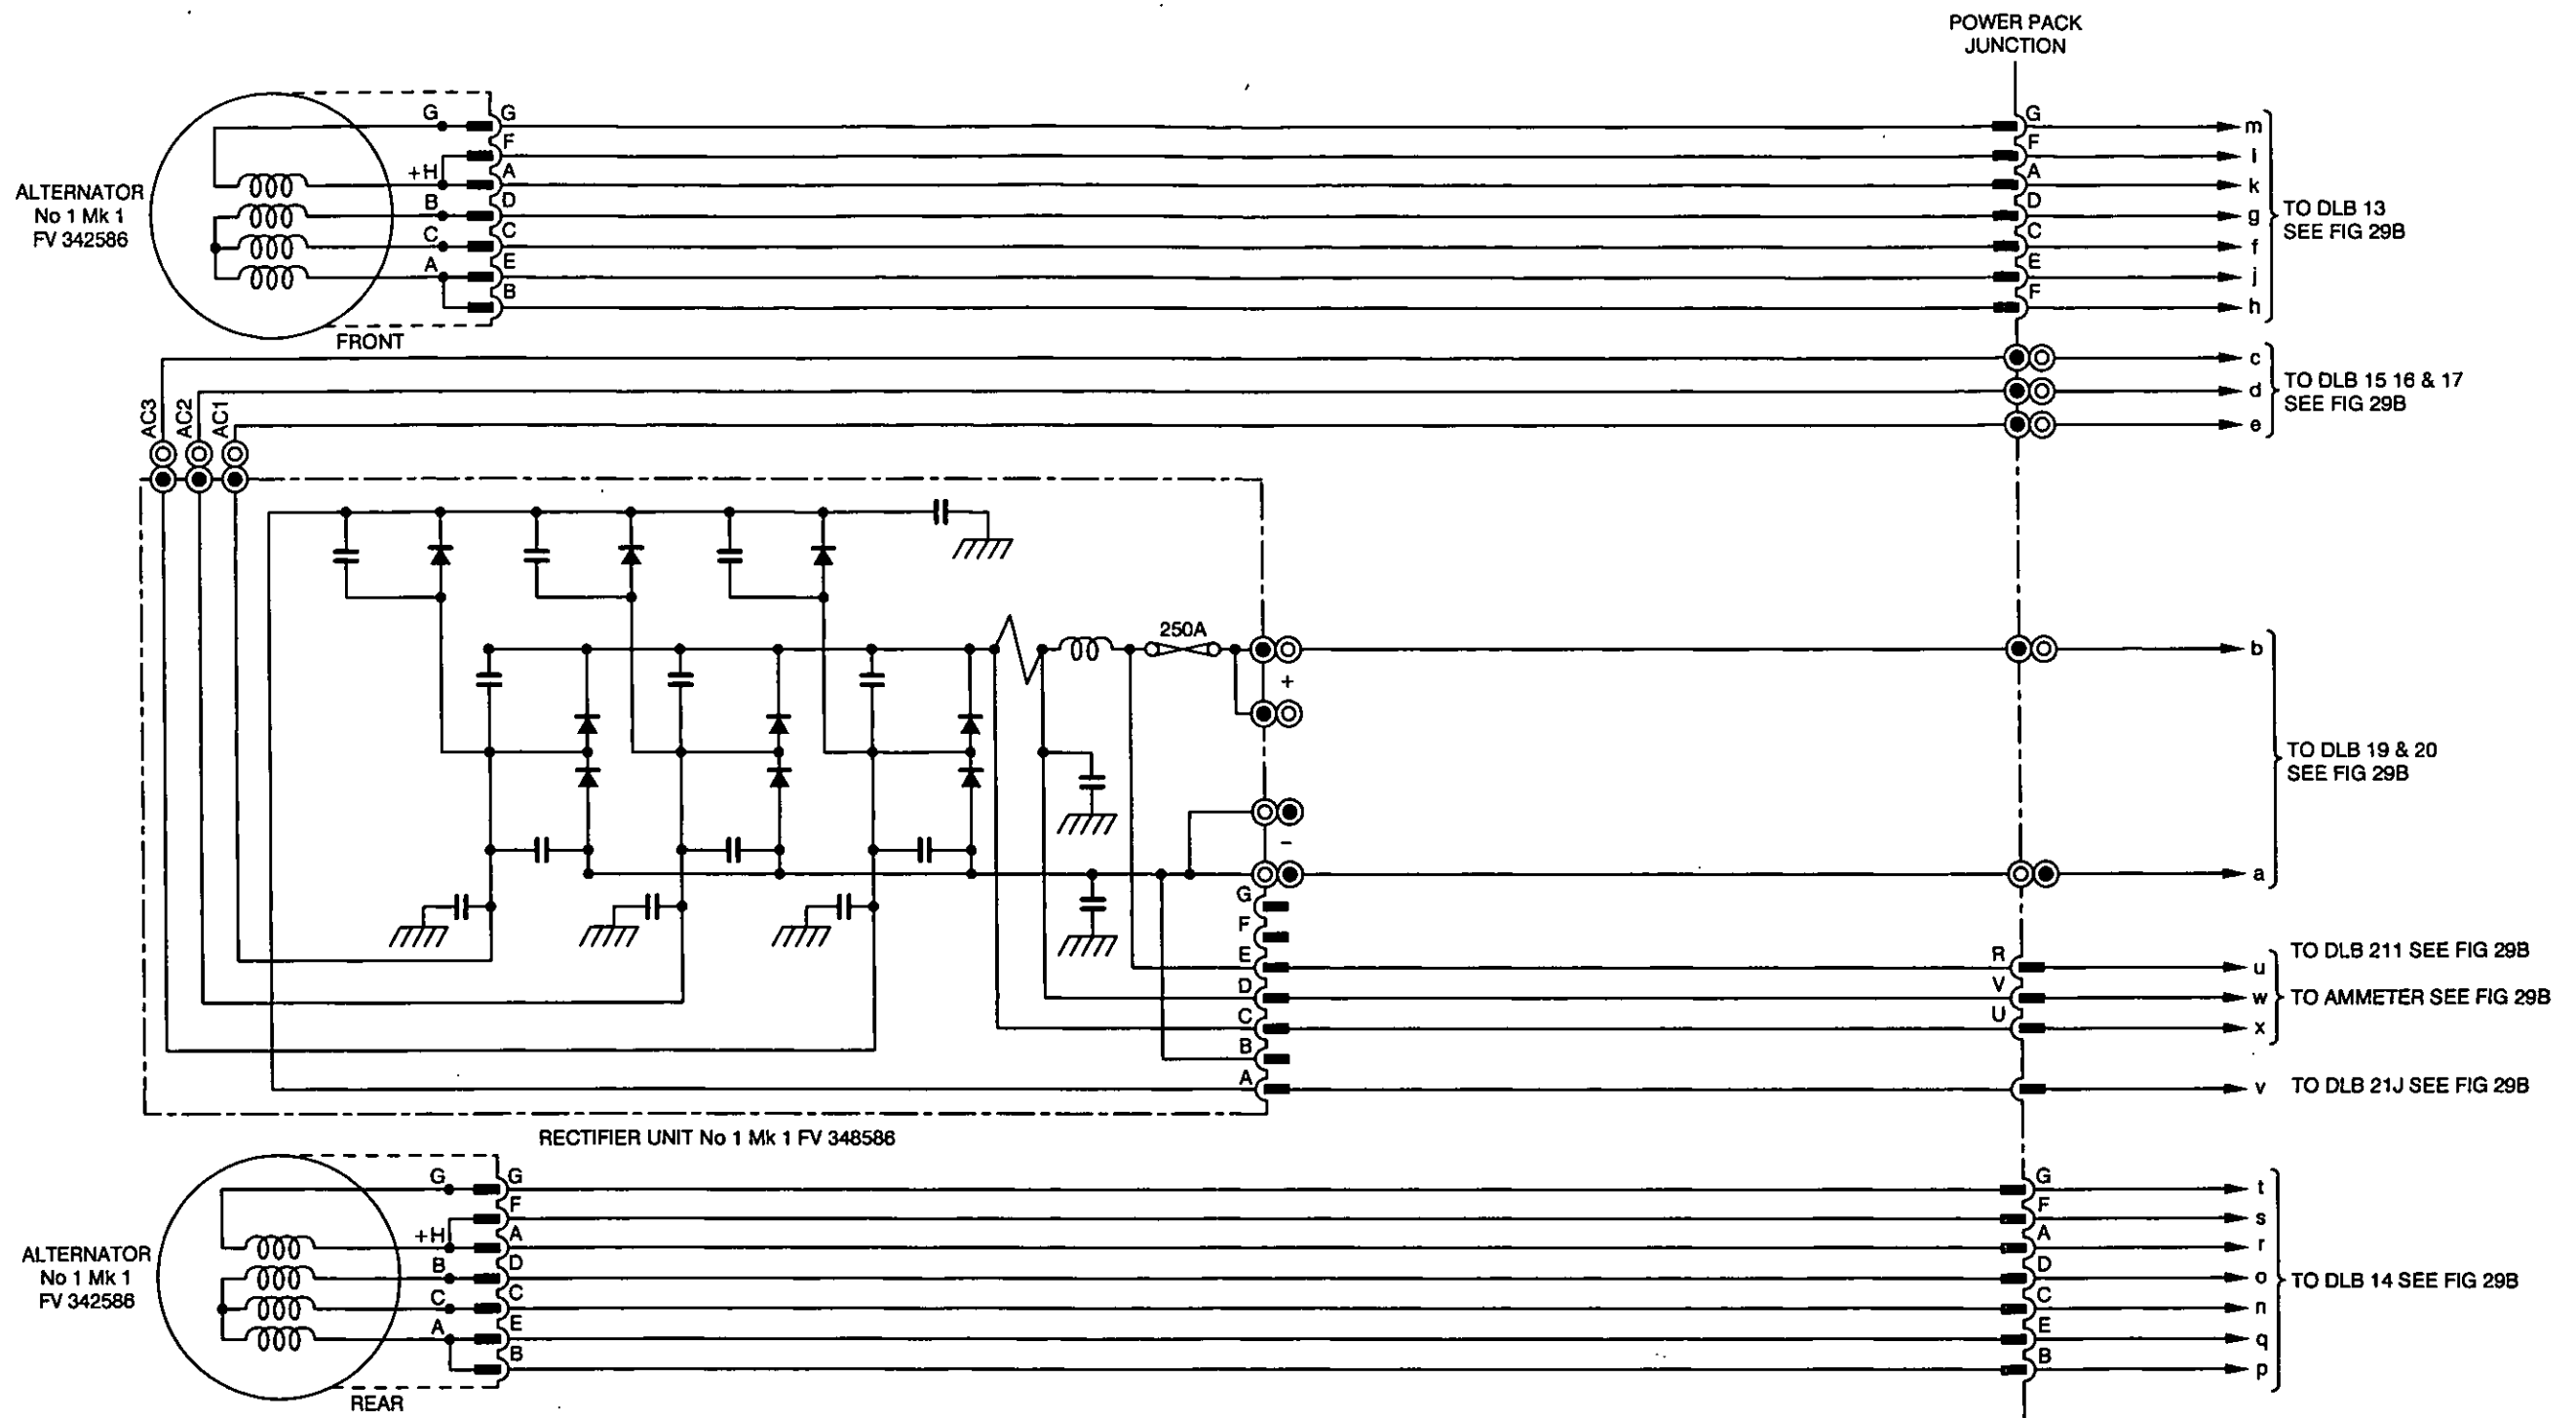 POWER PACK
JUNCTION
G G G m
F F l
+H A A k
B D D g
C C C f
A E E j
B F h
ALTERNATOR
No 1 Mk 1
FV 342586
FRONT
TO DLB 13
SEE FIG 29B
c
d
e
TO DLB 15 16 & 17
SEE FIG 29B
AC3
AC2
AC1
250A
+
b
TO DLB 19 & 20
SEE FIG 29B
−
a
G
F
E R u
D V w
C U x
B
A v
TO DLB 211 SEE FIG 29B
TO AMMETER SEE FIG 29B
TO DLB 21J SEE FIG 29B
RECTIFIER UNIT No 1 Mk 1 FV 348586
G G G t
F F s
+H A A r
B D D o
C C C n
A E E q
B B p
ALTERNATOR
No 1 Mk 1
FV 342586
REAR
TO DLB 14 SEE FIG 29B